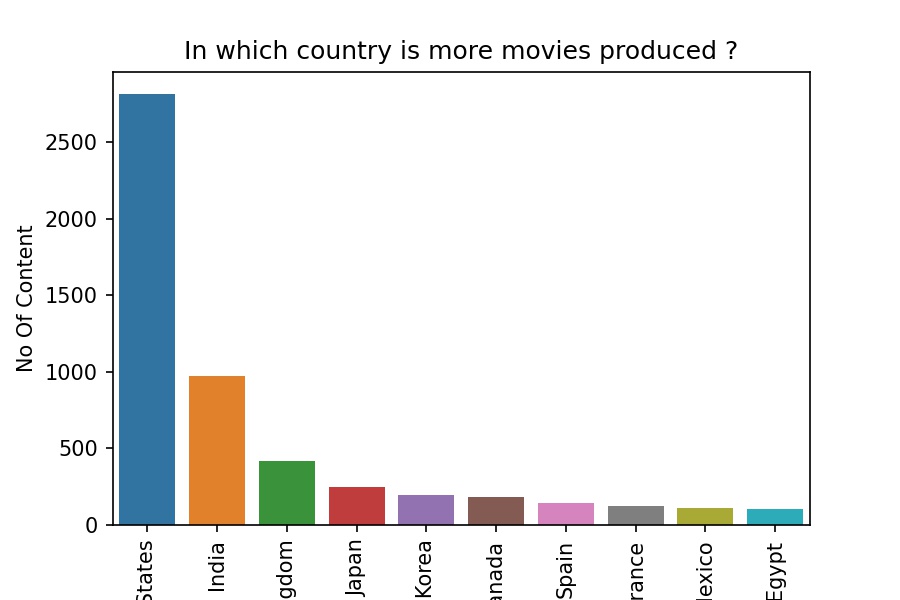 In which country is more movies produced ?
No Of Content
2500
2000
1500
1000
500
0
States
India
gdom
Japan
Korea
anada
Spain
rance
lexico
Egypt